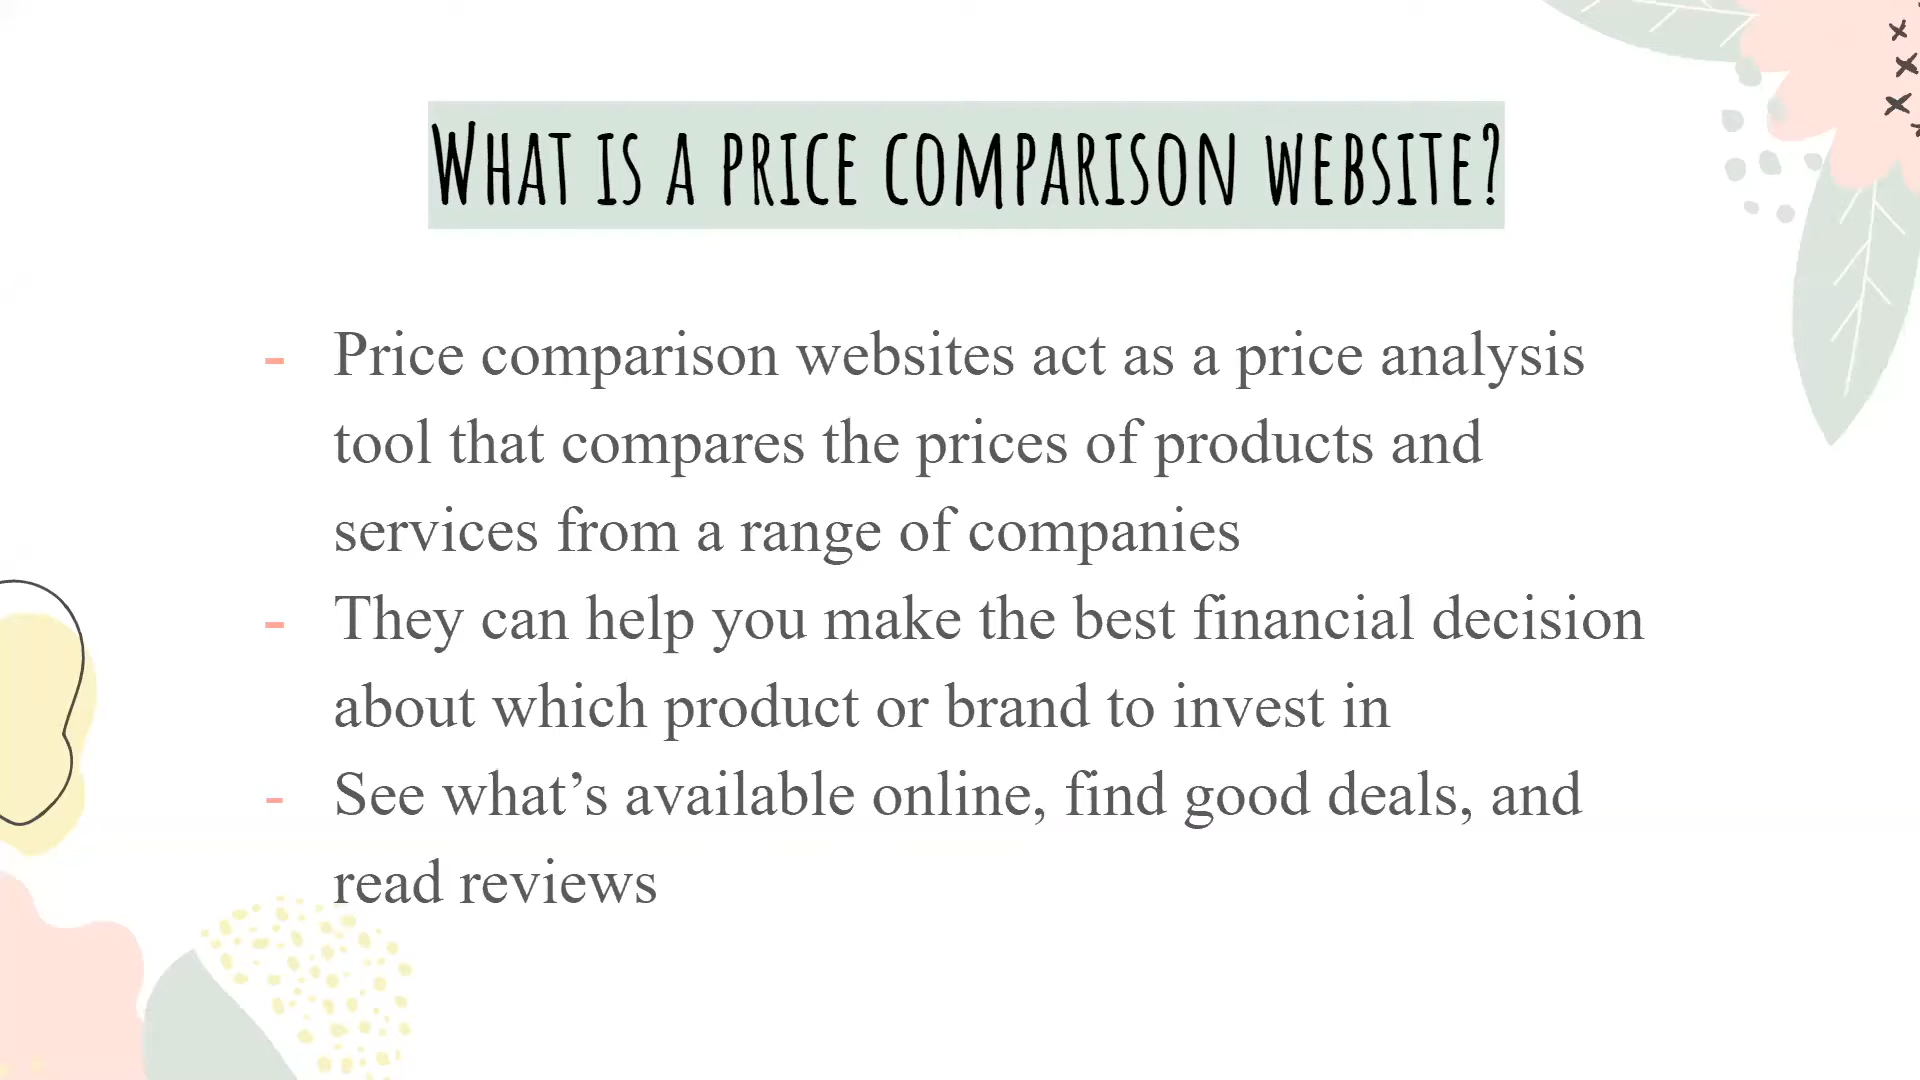 What is a price comparison website?
- Price comparison websites act as a price analysis
tool that compares the prices of products and
services from a range of companies
- They can help you make the best financial decision
about which product or brand to invest in
- See what’s available online, find good deals, and
read reviews